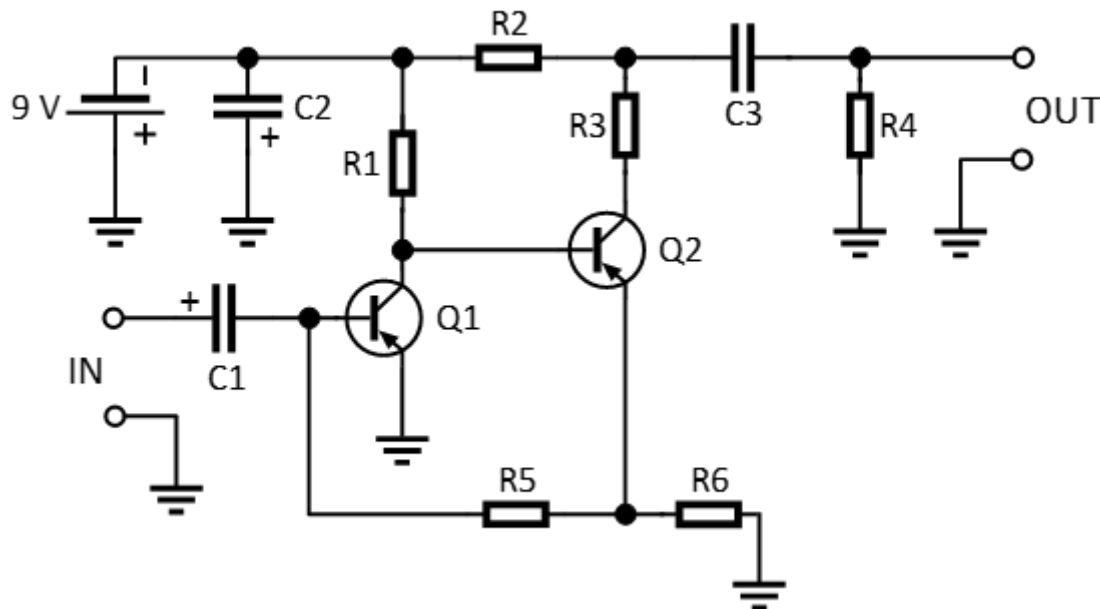 R2
-
9 V
+
C2
+
R1
R3
C3
R4
OUT
Q2
+
Q1
C1
IN
R5
R6